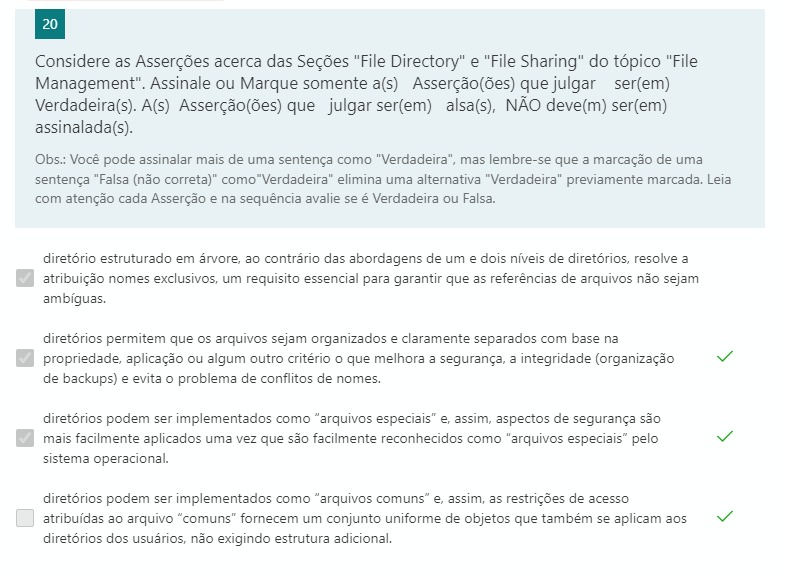 20
Considere as Asserções acerca das Seções "File Directory" e "File Sharing" do tópico "File
Management". Assinale ou Marque somente a(s) Asserção(ões) que julgar ser(em)
Verdadeira(s). A(s) Asserção(ões) que julgar ser(em) alsa(s), NÃO deve(m) ser(em)
assinalada(s).
Obs.: Você pode assinalar mais de uma sentença como "Verdadeira", mas lembre-se que a marcação de uma
sentença "Falsa (não correta)" como"Verdadeira" elimina uma alternativa "Verdadeira" previamente marcada. Leia
com atenção cada Asserção e na sequência avalie se é Verdadeira ou Falsa.
diretório estruturado em árvore, ao contrário das abordagens de um e dois níveis de diretórios, resolve a
atribuição nomes exclusivos, um requisito essencial para garantir que as referências de arquivos não sejam
ambíguas.
diretórios permitem que os arquivos sejam organizados e claramente separados com base na
propriedade, aplicação ou algum outro critério o que melhora a segurança, a integridade (organização
de backups) e evita o problema de conflitos de nomes.
diretórios podem ser implementados como “arquivos especiais” e, assim, aspectos de segurança são
mais facilmente aplicados uma vez que são facilmente reconhecidos como “arquivos especiais” pelo
sistema operacional.
diretórios podem ser implementados como “arquivos comuns” e, assim, as restrições de acesso
atribuídas ao arquivo “comuns” fornecem um conjunto uniforme de objetos que também se aplicam aos
diretórios dos usuários, não exigindo estrutura adicional.